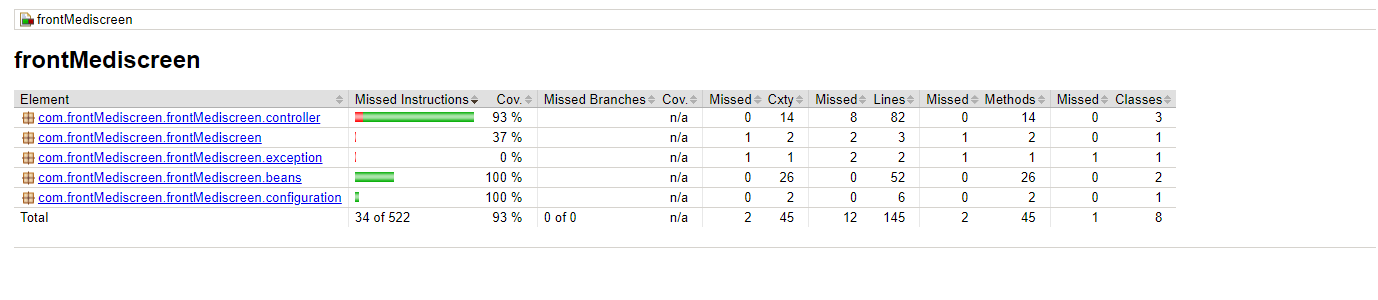 frontMediscreen
frontMediscreen
Element Missed Instructions Cov. Missed Branches Cov. Missed Cxty Missed Lines Missed Methods Missed Classes
com.frontMediscreen.frontMediscreen.controller 93 % n/a 0 14 8 82 0 14 0 3
com.frontMediscreen.frontMediscreen 37 % n/a 1 2 2 3 1 2 0 1
com.frontMediscreen.frontMediscreen.exception 0 % n/a 1 1 2 2 1 1 1 1
com.frontMediscreen.frontMediscreen.beans 100 % n/a 0 26 0 52 0 26 0 2
com.frontMediscreen.frontMediscreen.configuration 100 % n/a 0 2 0 6 0 2 0 1
Total 34 of 522 93 % 0 of 0 n/a 2 45 12 145 2 45 1 8